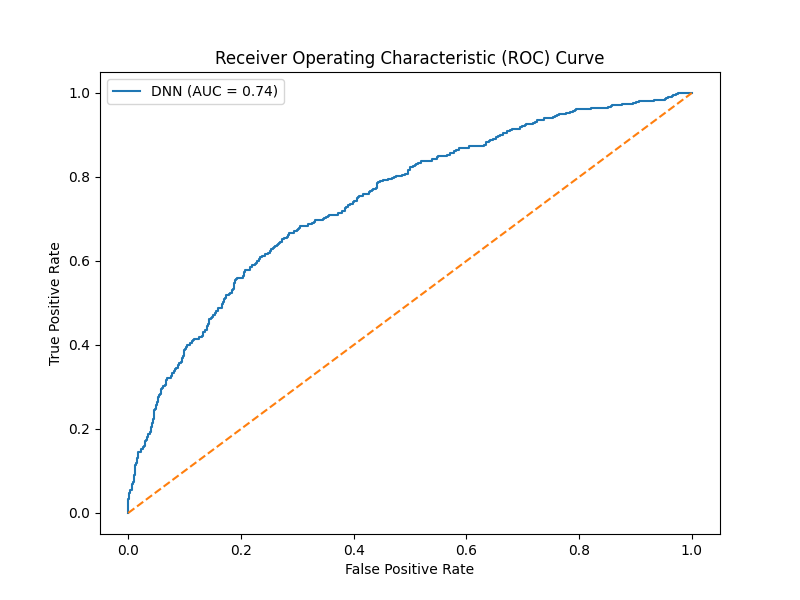 Receiver Operating Characteristic (ROC) Curve
DNN (AUC = 0.74)
1.0
0.8
0.6
0.4
0.2
0.0
True Positive Rate
0.0 0.2 0.4 0.6 0.8 1.0
False Positive Rate